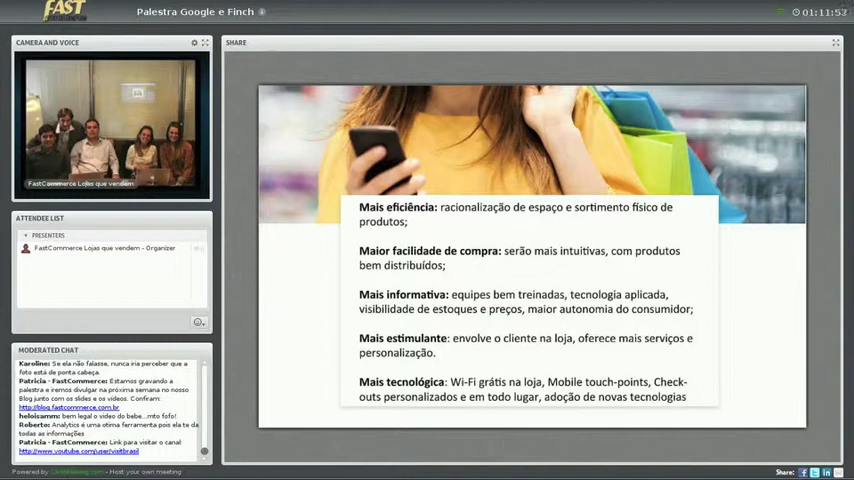 FAST
Palestra Google e Finch
01:11:52
CAMERA AND VOICE
FastCommerce Lojas que vendem
ATTENDEE LIST
PRESENTERS
FastCommerce Lojas que vendem - Organizer
MODERATED CHAT
Karoline: Se ela não falasse, nunca iria perceber que a
foto está de ponta cabeça.
Patricia - FastCommerce: Estamos gravando a
palestra e iremos divulgar na próxima semana no nosso
Blog junto com os slides e os vídeos. Confiram:
http://blog.fastcommerce.com.br
heloisamm: bem legal o video do bebe...mto fofo!
Roberto: Analytics é uma otima ferramenta pois ela te da
todas as informações
Patricia - FastCommerce: Link para visitar o canal:
http://www.youtube.com/user/visitbrasil
SHARE
Mais eficiência: racionalização de espaço e sortimento físico de
produtos;
Maior facilidade de compra: serão mais intuitivas, com produtos
bem distribuídos;
Mais informativa: equipes bem treinadas, tecnologia aplicada,
visibilidade de estoques e preços, maior autonomia do consumidor;
Mais estimulante: envolve o cliente na loja, oferece mais serviços e
personalização.
Mais tecnológica: Wi-Fi grátis na loja, Mobile touch-points, Check-
outs personalizados e em todo lugar, adoção de novas tecnologias
Powered by ClickMeeting.com - Host your own meeting
Share: